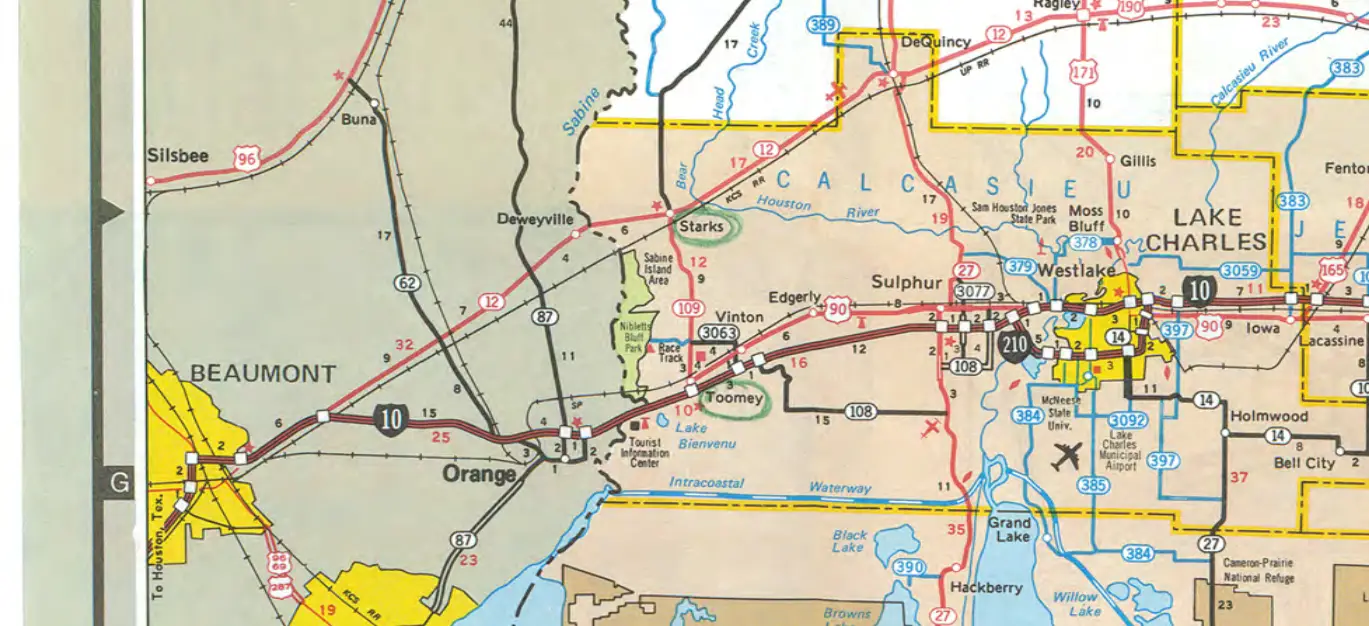 44
17
Creek
389
Ragley
190
13
12
DeQuincy
23
6
383
Calcasieu River
171
10
UP RR
Head
Sabine
Buna
Silsbee
96
12
17
20
Gillis
Fenton
Bear
KCS RR
CALCASIEU
Houston River
17
19
Sam Houston Jones
State Park
Moss
Bluff
10
378
LAKE
CHARLES
383
18
J E
9
Deweyville
6
Starks
4
17
62
Sabine
Island
Area
12
9
109
27
379
Westlake
3059
165
Sulphur
3077
10
7
11
3
7
12
87
Edgerly
90
8
Vinton
3063
6
Nibletts
Bluff
Park
Race
Track
4
3
4
16
12
210
14
397
90
9
Iowa
4
Lacassine
9
32
8
11
BEAUMONT
Toomey
108
108
15
3
3
11
14
6
10
15
25
4
SP
10
Lake
Bienvenu
Tourist
Information
Center
McNeese
State
Univ.
384
3092
Lake
Charles
Municipal
Airport
397
Holmwood
14
8
Bell City
2
G
Orange
3
1
2
385
37
Intracoastal Waterway
11
To Houston, Tex.
87
23
Black
Lake
390
35
Grand
Lake
384
27
Cameron-Prairie
National Refuge
96
69
287
19
KCS RR
Hackberry
27
Willow
Lake
23
Browns